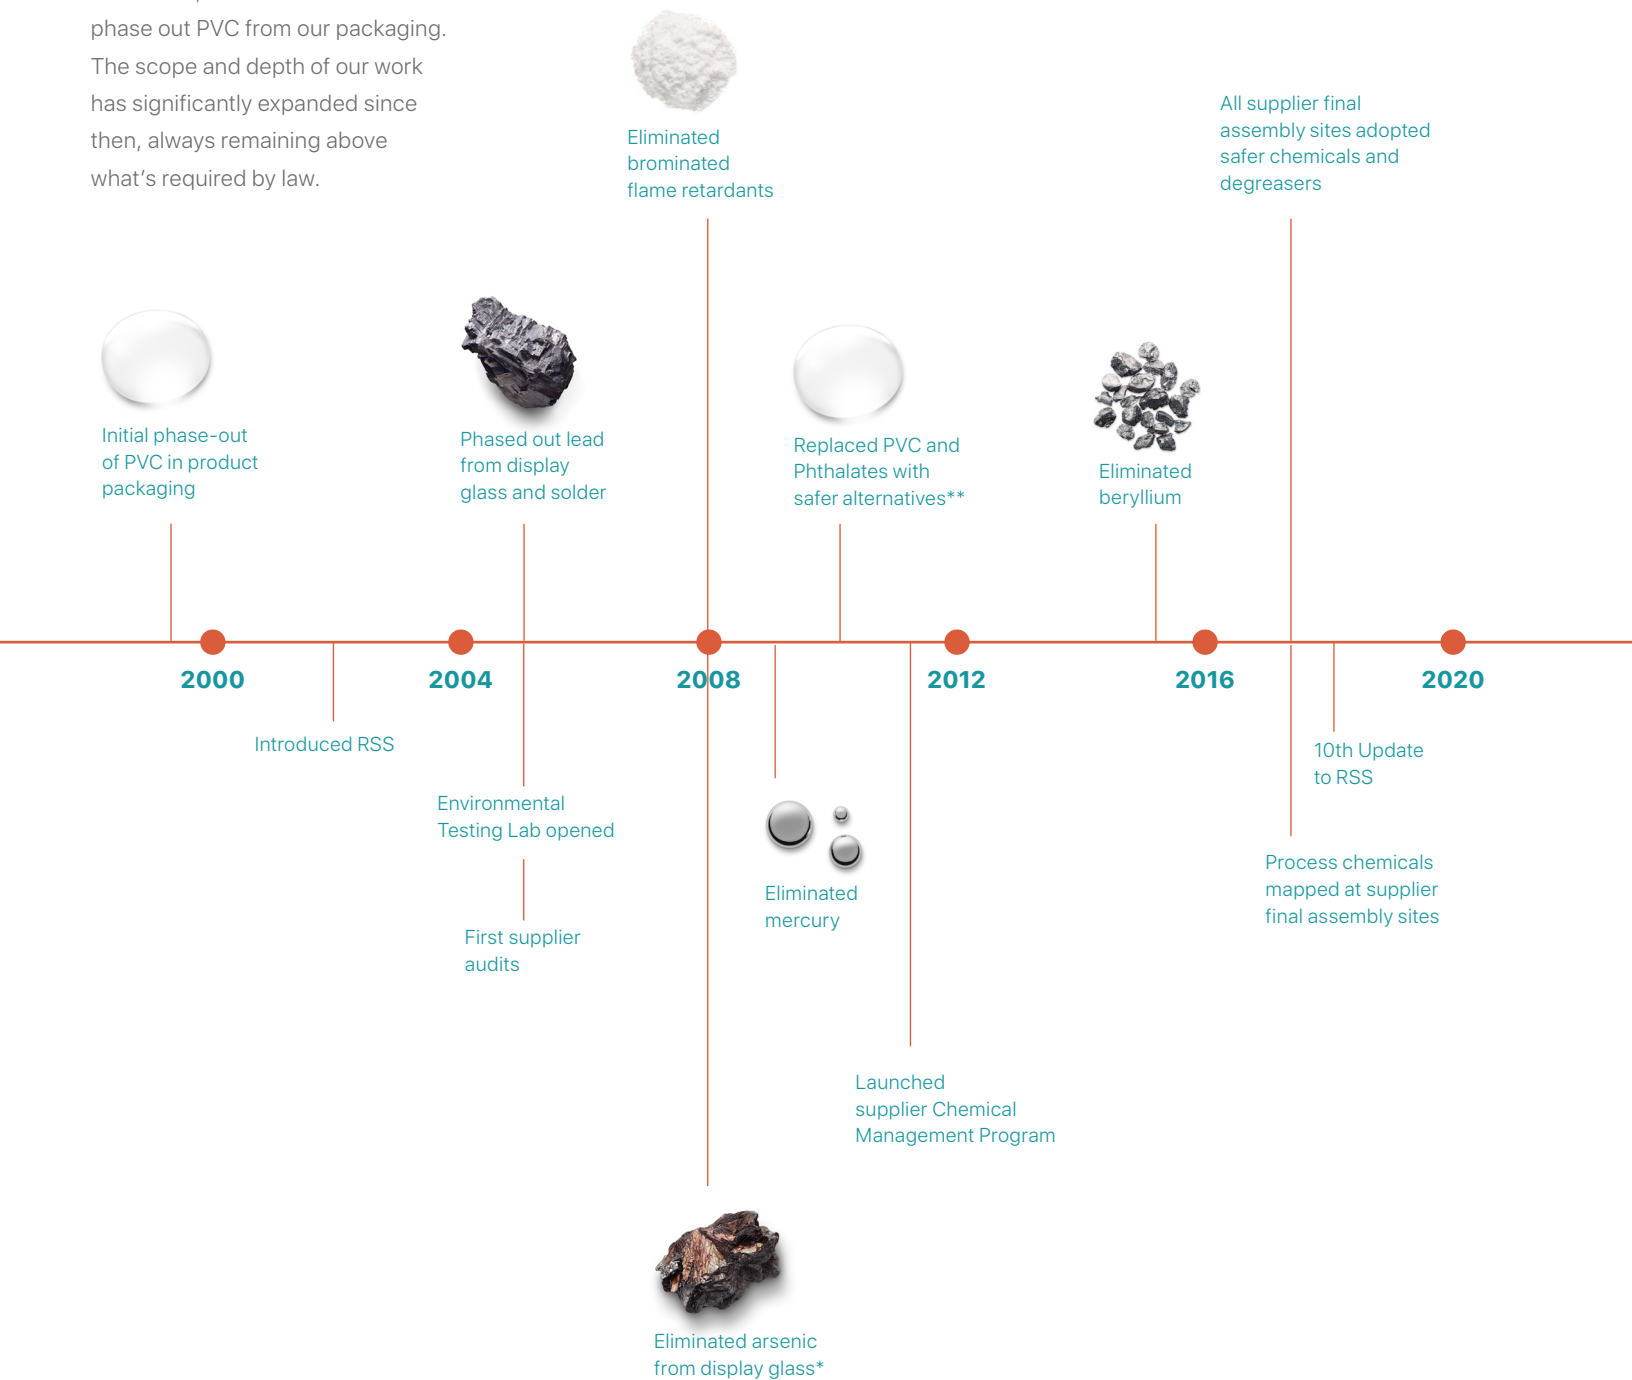 phase out PVC from our packaging.
The scope and depth of our work
has significantly expanded since
then, always remaining above
what's required by law.
Eliminated
brominated
flame retardants
All supplier final
assembly sites adopted
safer chemicals and
degreasers
Initial phase-out
of PVC in product
packaging
Phased out lead
from display
glass and solder
Replaced PVC and
Phthalates with
safer alternatives**
Eliminated
beryllium
2000
2004
2008
2012
2016
2020
Introduced RSS
10th Update
to RSS
Environmental
Testing Lab opened
Process chemicals
mapped at supplier
final assembly sites
Eliminated
mercury
First supplier
audits
Launched
supplier Chemical
Management Program
Eliminated arsenic
from display glass*